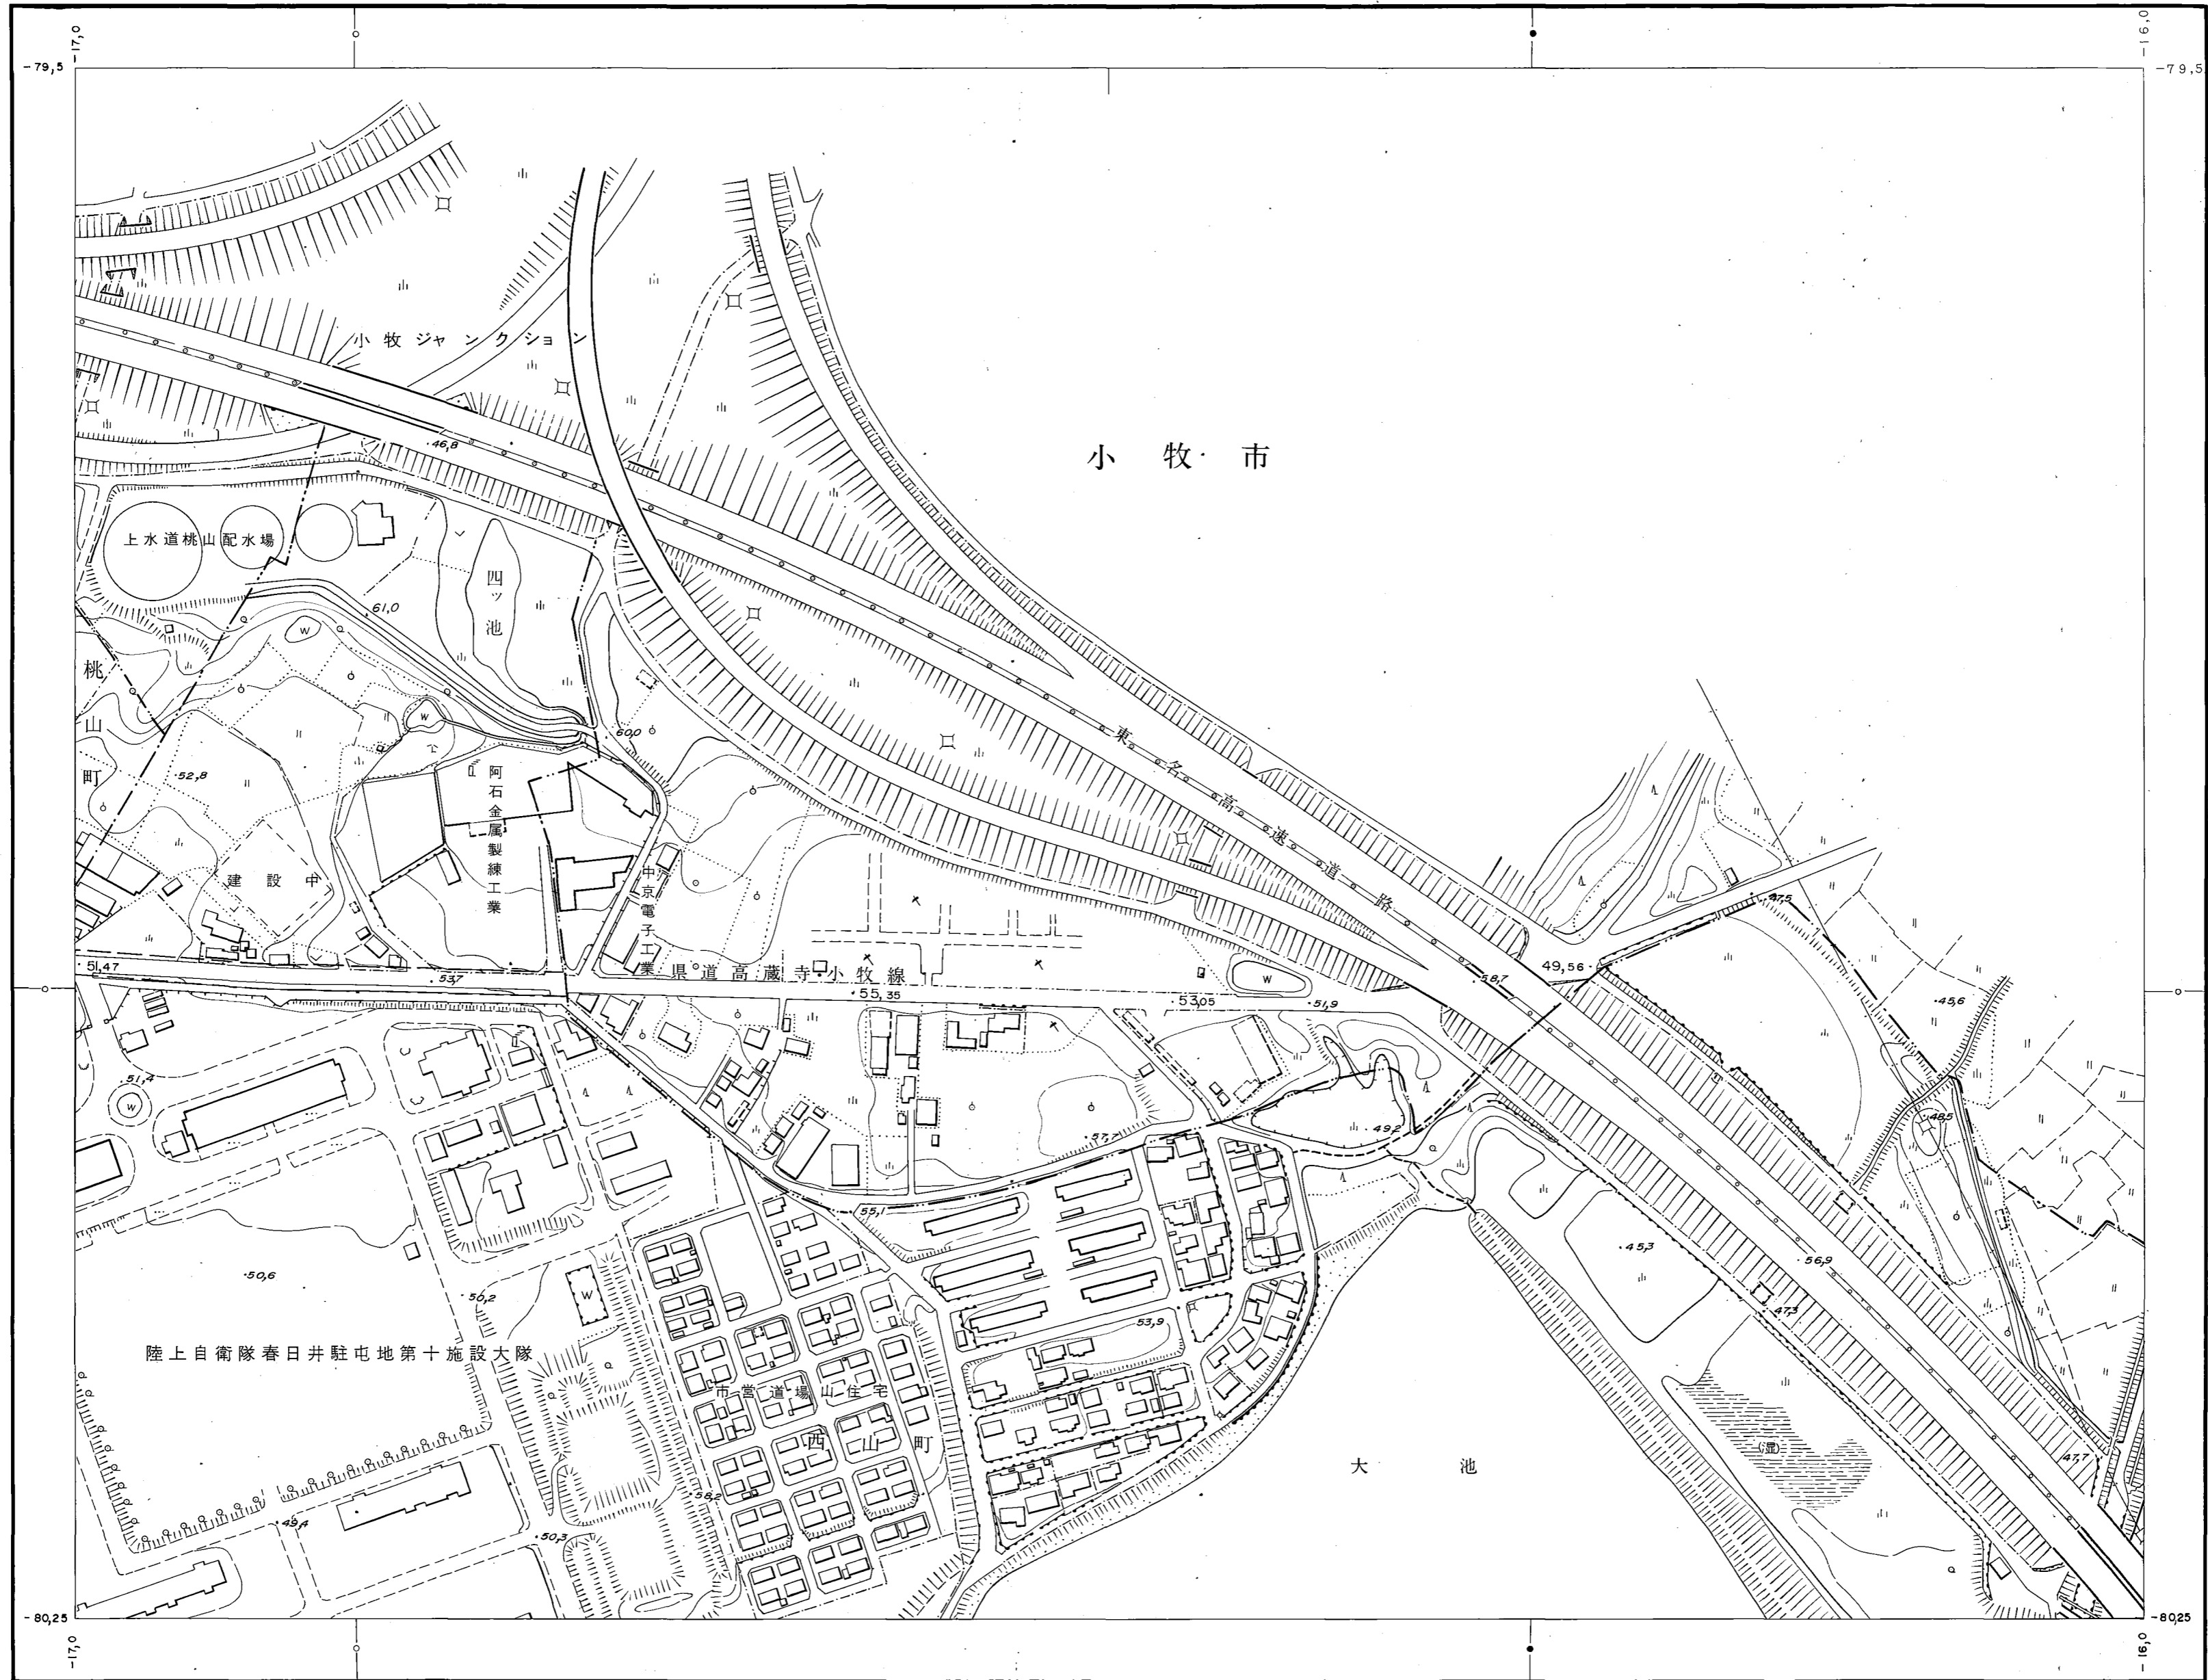 -17,0
-16,0
-79,5
-79,5
小牧ジャンクション
46,8
小牧市
上水道桃山配水場
四ッ池
61,0
W
桃山町
W
60,0
52,8
阿石金属製練工業
東名高速道路
建設中
中京電子工業
47,5
51,47
53,7
県道高蔵寺小牧線
55,35
53,05
51,9
W
58,7
49,56
45,6
51,4
W
57,7
49,2
48,5
55,1
45,3
56,9
50,6
50,2
W
47,3
53,9
陸上自衛隊春日井駐屯地第十施設大隊
市営道場山住宅
西山町
大池
(湿)
47,7
58,2
49,4
50,3
-80,25
-80,25
-17,0
-16,0